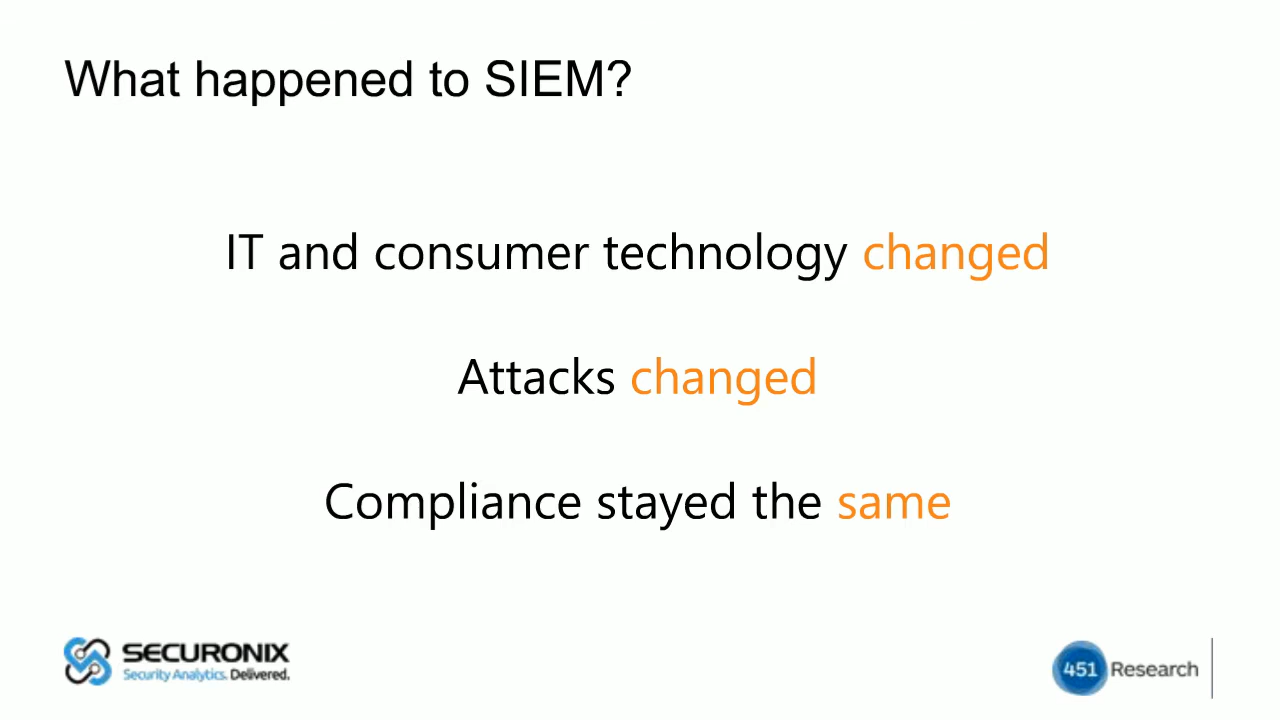 What happened to SIEM?
IT and consumer technology changed
Attacks changed
Compliance stayed the same
SECURONIX
Security Analytics. Delivered.
451 Research